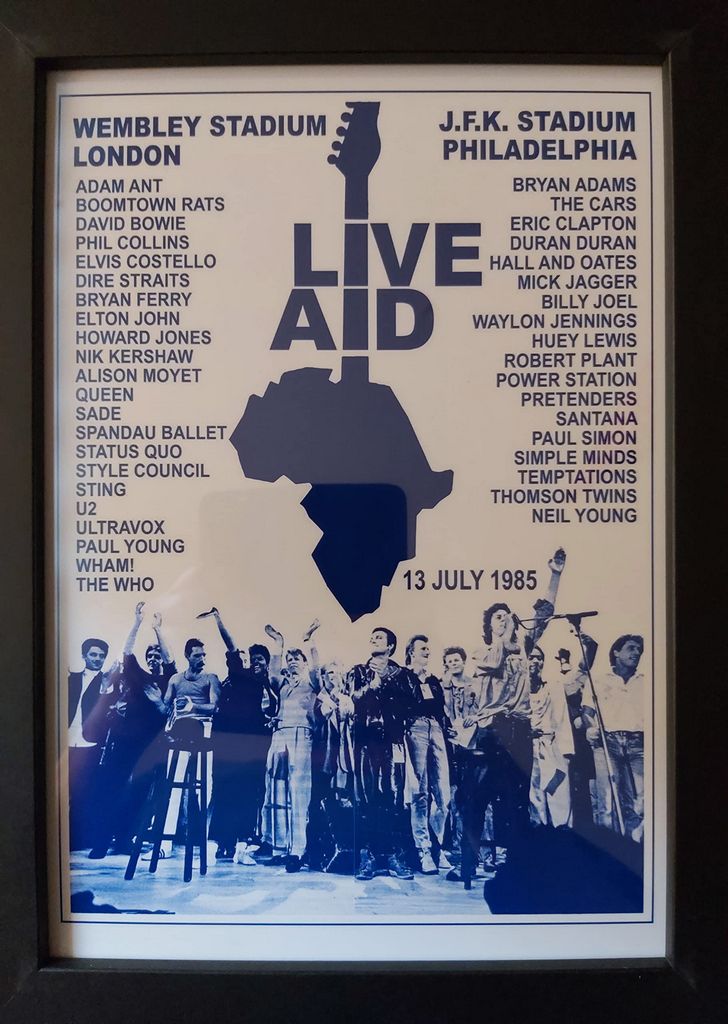 WEMBLEY STADIUM
LONDON
ADAM ANT
BOOMTOWN RATS
DAVID BOWIE
PHIL COLLINS
ELVIS COSTELLO
DIRE STRAITS
BRYAN FERRY
ELTON JOHN
HOWARD JONES
NIK KERSHAW
ALISON MOYET
QUEEN
SADE
SPANDAU BALLET
STATUS QUO
STYLE COUNCIL
STING
U2
ULTRAVOX
PAUL YOUNG
WHAM!
THE WHO
LIVE
AID
J.F.K. STADIUM
PHILADELPHIA
BRYAN ADAMS
THE CARS
ERIC CLAPTON
DURAN DURAN
HALL AND OATES
MICK JAGGER
BILLY JOEL
WAYLON JENNINGS
HUEY LEWIS
ROBERT PLANT
POWER STATION
PRETENDERS
SANTANA
PAUL SIMON
SIMPLE MINDS
TEMPTATIONS
THOMSON TWINS
NEIL YOUNG
13 JULY 1985